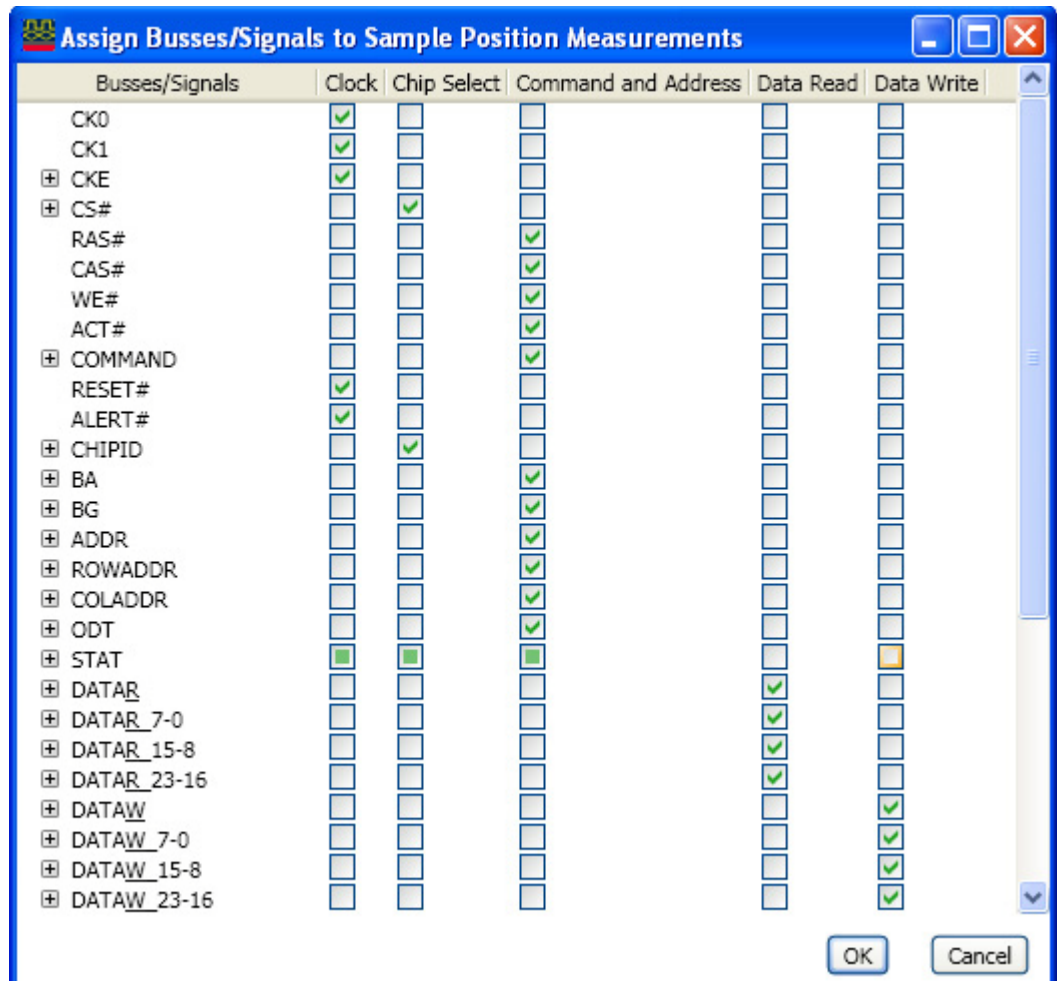 Assign Busses/Signals to Sample Position Measurements
Busses/Signals Clock Chip Select Command and Address Data Read Data Write
CK0
CK1
CKE
CS#
RAS#
CAS#
WE#
ACT#
COMMAND
RESET#
ALERT#
CHIPID
BA
BG
ADDR
ROWADDR
COLADDR
ODT
STAT
DATAR
DATAR_7-0
DATAR_15-8
DATAR_23-16
DATAW
DATAW_7-0
DATAW_15-8
DATAW_23-16
OK Cancel